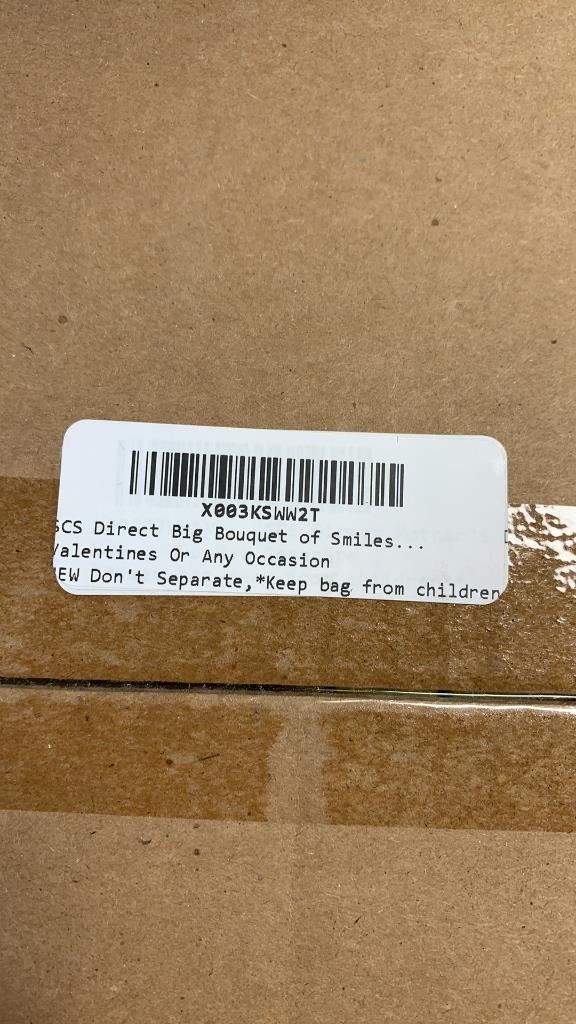 X003KSWW2T
SCS Direct Big Bouquet of Smiles...
Valentines Or Any Occasion
EW Don't Separate,*Keep bag from children